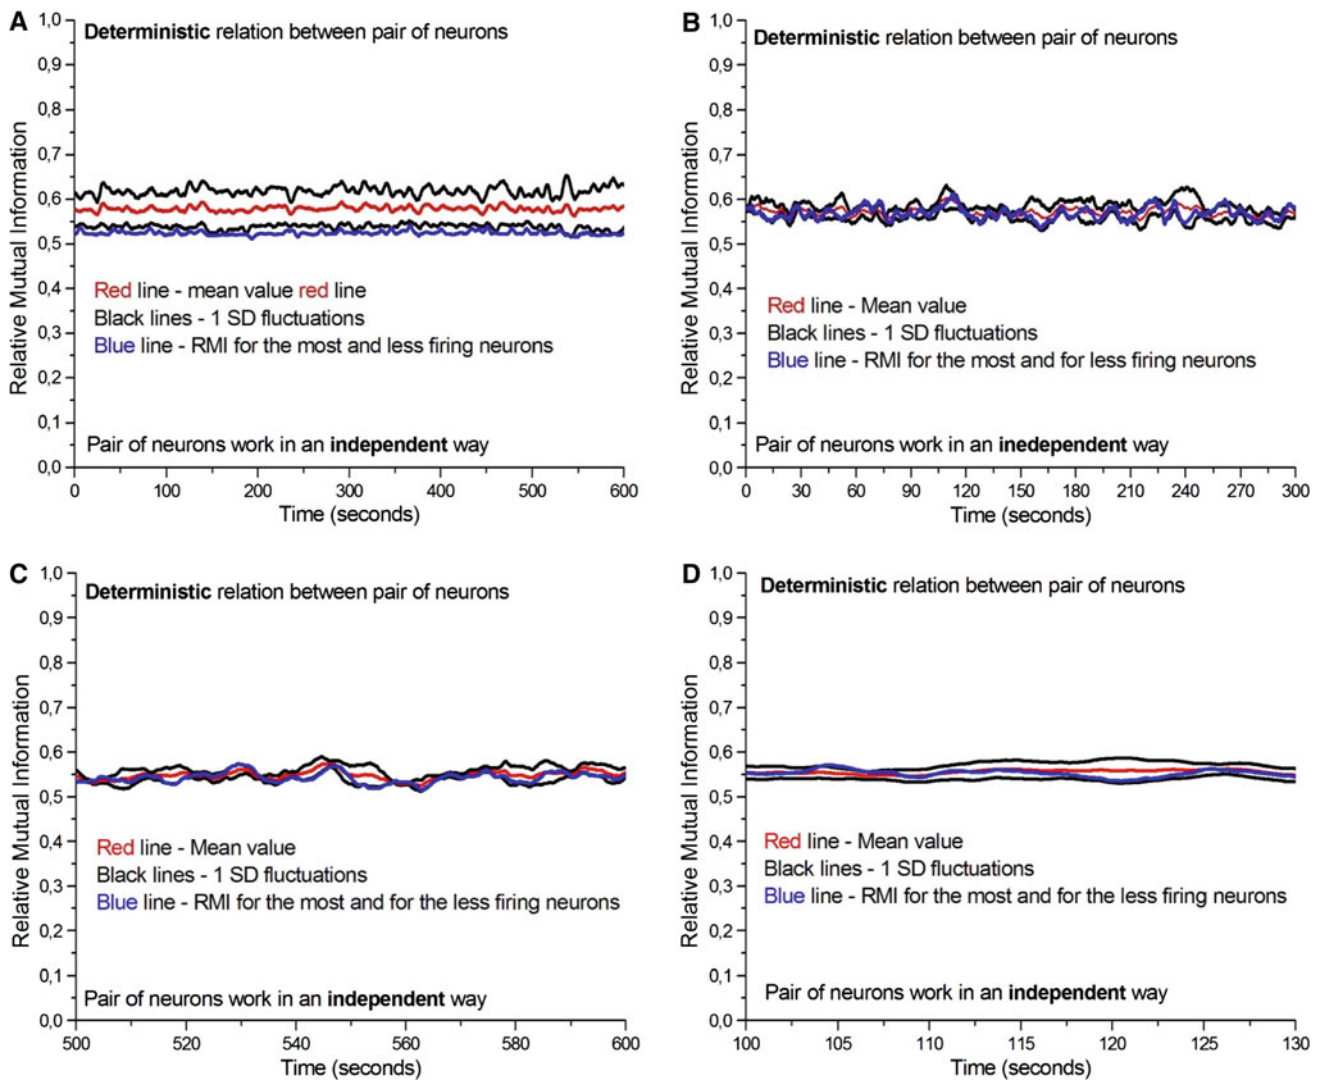 A
Deterministic relation between pair of neurons
Relative Mutual Information
1,0
0,9
0,8
0,7
0,6
0,5
0,4
0,3
0,2
0,1
0,0
Red line - mean value red line
Black lines - 1 SD fluctuations
Blue line - RMI for the most and less firing neurons
Pair of neurons work in an independent way
0 100 200 300 400 500 600
Time (seconds)
B
Deterministic relation between pair of neurons
Relative Mutual Information
1,0
0,9
0,8
0,7
0,6
0,5
0,4
0,3
0,2
0,1
0,0
Red line - Mean value
Black lines - 1 SD fluctuations
Blue line - RMI for the most and for less firing neurons
Pair of neurons work in an inedependent way
0 30 60 90 120 150 180 210 240 270 300
Time (seconds)
C
Deterministic relation between pair of neurons
Relative Mutual Information
1,0
0,9
0,8
0,7
0,6
0,5
0,4
0,3
0,2
0,1
0,0
Red line - Mean value
Black lines - 1 SD fluctuations
Blue line - RMI for the most and for the less firing neurons
Pair of neurons work in an independent way
500 520 540 560 580 600
Time (seconds)
D
Deterministic relation between pair of neurons
Relative Mutual Information
1,0
0,9
0,8
0,7
0,6
0,5
0,4
0,3
0,2
0,1
0,0
Red line - Mean value
Black lines - 1 SD fluctuations
Blue line - RMI for the most and for the less firing neurons
Pair of neurons work in an independent way
100 105 110 115 120 125 130
Time (seconds)